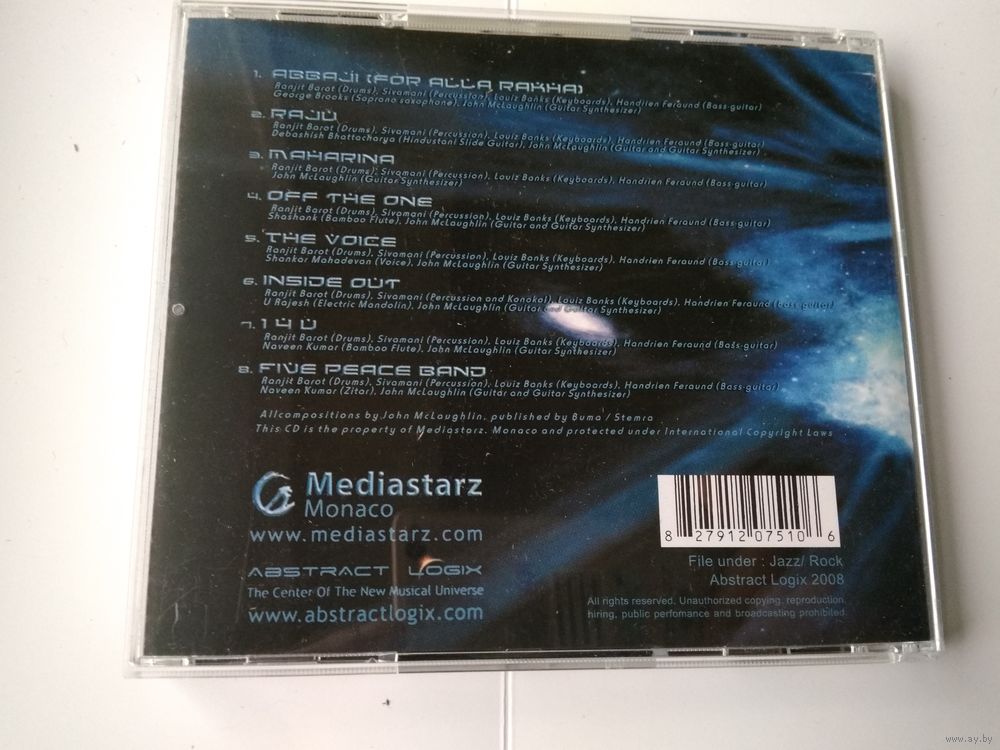 1. ABBAJI (FOR ALLA RAKHA)
Ranjit Barot (Drums), Sivamani (Percussion), Louiz Banks (Keyboards), Handrien Feraund (Bass-guitar)
George Brooks (Soprano saxophone), John McLaughlin (Guitar Synthesizer)
2. RAJU
Ranjit Barot (Drums), Sivamani (Percussion), Louiz Banks (Keyboards), Handrien Feraund (Bass-guitar)
Debashish Bhattacharya (Hindustani Slide Guitar), John McLaughlin (Guitar and Guitar Synthesizer)
3. MAHARINA
Ranjit Barot (Drums), Sivamani (Percussion), Louiz Banks (Keyboards), Handrien Feraund (Bass-guitar)
John McLaughlin (Guitar Synthesizer)
4. OFF THE ONE
Ranjit Barot (Drums), Sivamani (Percussion), Louiz Banks (Keyboards), Handrien Feraund (Bass-guitar)
Shashank (Bamboo Flute), John McLaughlin (Guitar and Guitar Synthesizer)
5. THE VOICE
Ranjit Barot (Drums), Sivamani (Percussion), Louiz Banks (Keyboards), Handrien Feraund (Bass-guitar)
Shankar Mahadevan (Voice), John McLaughlin (Guitar Synthesizer)
6. INSIDE OUT
Ranjit Barot (Drums), Sivamani (Percussion and Konokol), Louiz Banks (Keyboards), Handrien Feraund (bass-guitar)
U Rajesh (Electric Mandolin), John McLaughlin (Guitar and Guitar Synthesizer)
7. 1 4 U
Ranjit Barot (Drums), Sivamani (Percussion), Louiz Banks (Keyboards), Handrien Feraund (Bass-guitar)
Naveen Kumar (Bamboo Flute), John McLaughlin (Guitar Synthesizer)
8. FIVE PEACE BAND
Ranjit Barot (Drums), Sivamani (Percussion), Louiz Banks (Keyboards), Handrien Feraund (Bass-guitar)
Naveen Kumar (Zitar), John McLaughlin (Guitar and Guitar Synthesizer)
Allcompositions by John McLaughlin, published by Buma / Stemra
This CD is the property of Mediastarz. Monaco and protected under International Copyright Laws
Mediastarz
Monaco
www.mediastarz.com
ABSTRACT LOGIX
The Center Of The New Musical Universe
www.abstractlogix.com
8 27912 07510 6
File under : Jazz/ Rock
Abstract Logix 2008
All rights reserved. Unauthorized copying, reproduction,
hiring, public perfomance and broadcasting prohibited.
www.ay.by